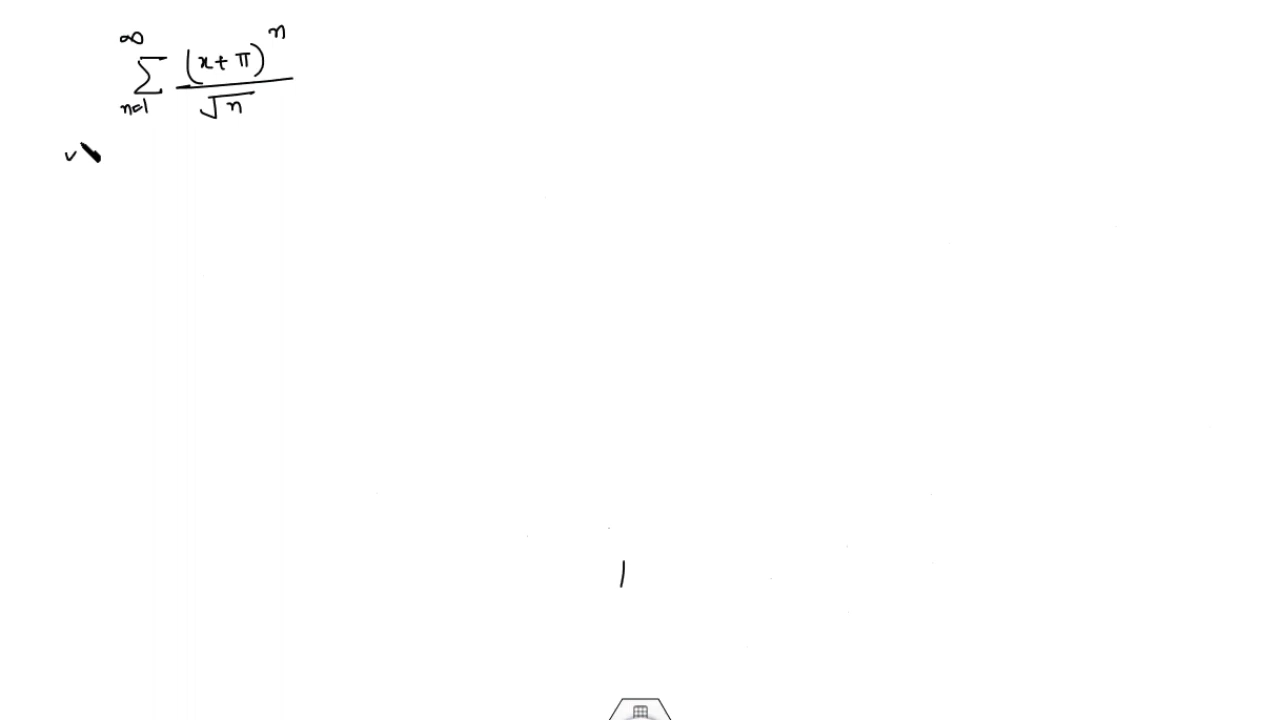 ∞
∑ (x+π)^n / √n
n=1